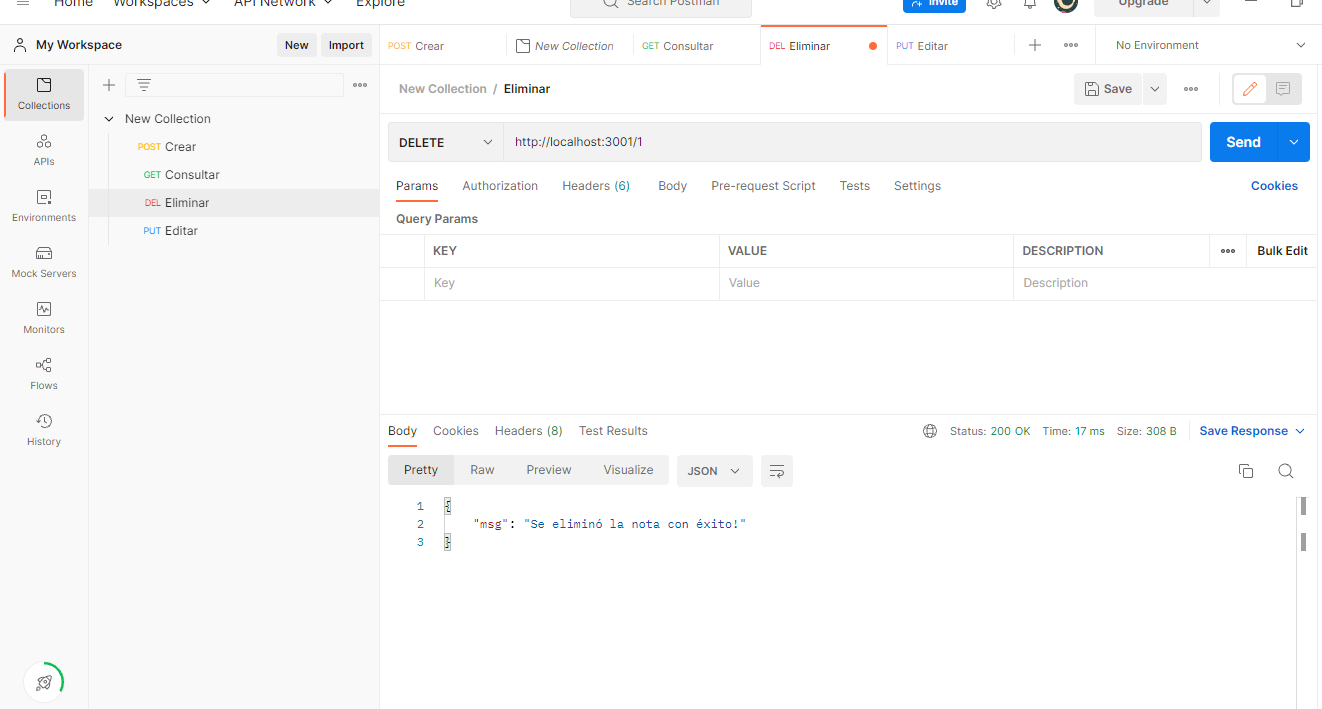 Home Workspaces API Network Explore Search Postman Invite Upgrade
My Workspace New Import POST Crear New Collection GET Consultar DEL Eliminar PUT Editar No Environment
Collections
APIs
Environments
Mock Servers
Monitors
Flows
History
New Collection
POST Crear
GET Consultar
DEL Eliminar
PUT Editar
New Collection / Eliminar Save
DELETE http://localhost:3001/1 Send
Params Authorization Headers (6) Body Pre-request Script Tests Settings Cookies
Query Params
KEY VALUE DESCRIPTION Bulk Edit
Key Value Description
Body Cookies Headers (8) Test Results Status: 200 OK Time: 17 ms Size: 308 B Save Response
Pretty Raw Preview Visualize JSON
1 {
2 "msg": "Se eliminó la nota con éxito!"
3 }